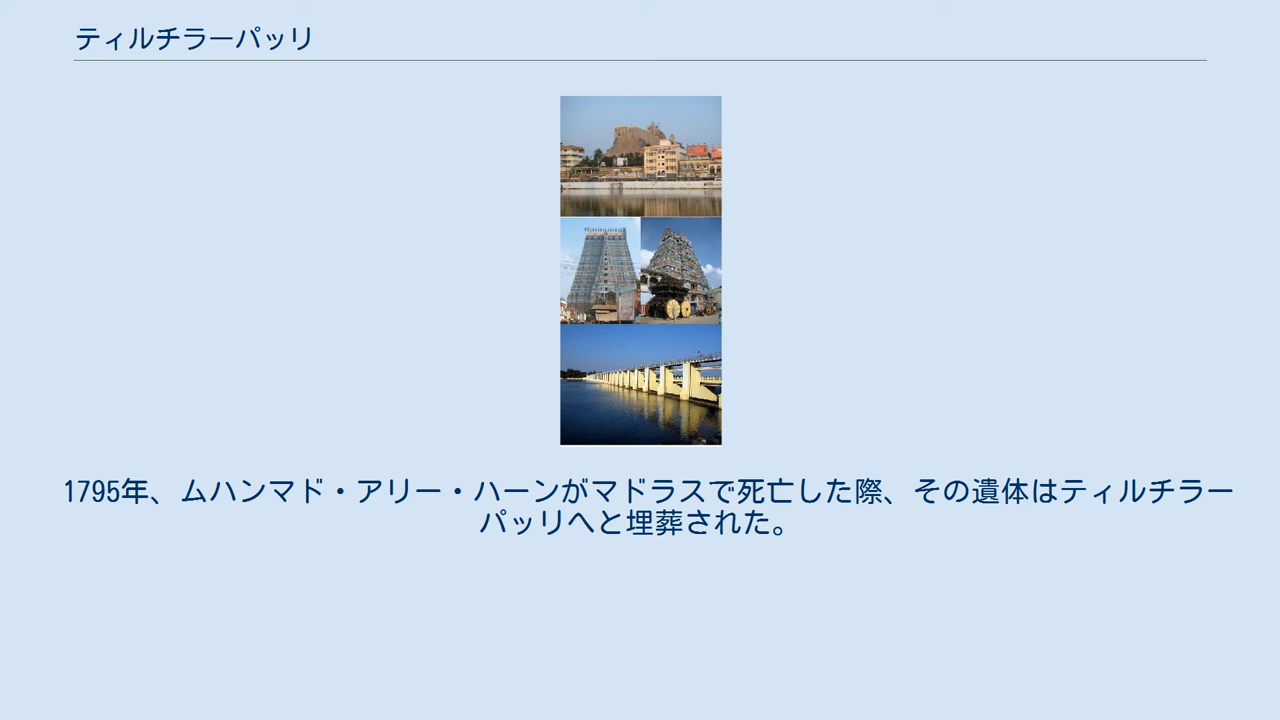 ティルチラーパッリ
1795年、ムハンマド・アリー・ハーンがマドラスで死亡した際、その遺体はティルチラー
パッリへと埋葬された。